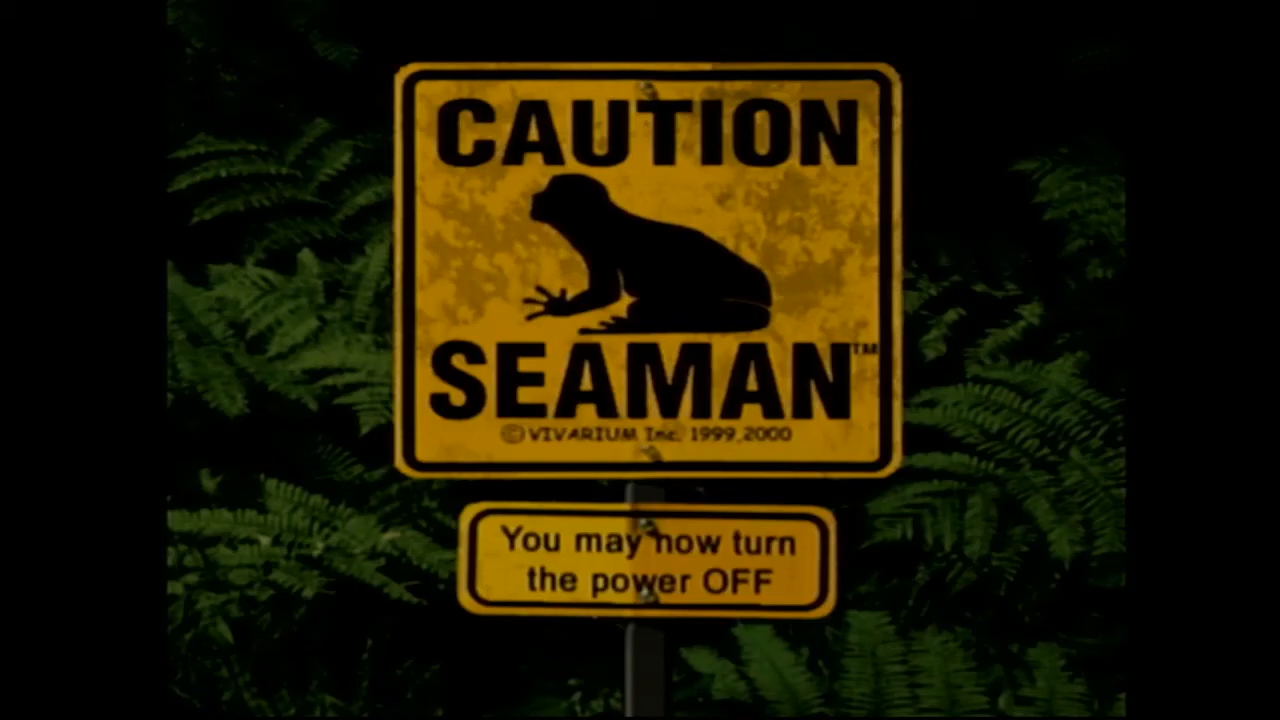 CAUTION
SEAMAN™
©VIVARIUM Inc. 1999,2000
You may now turn
the power OFF